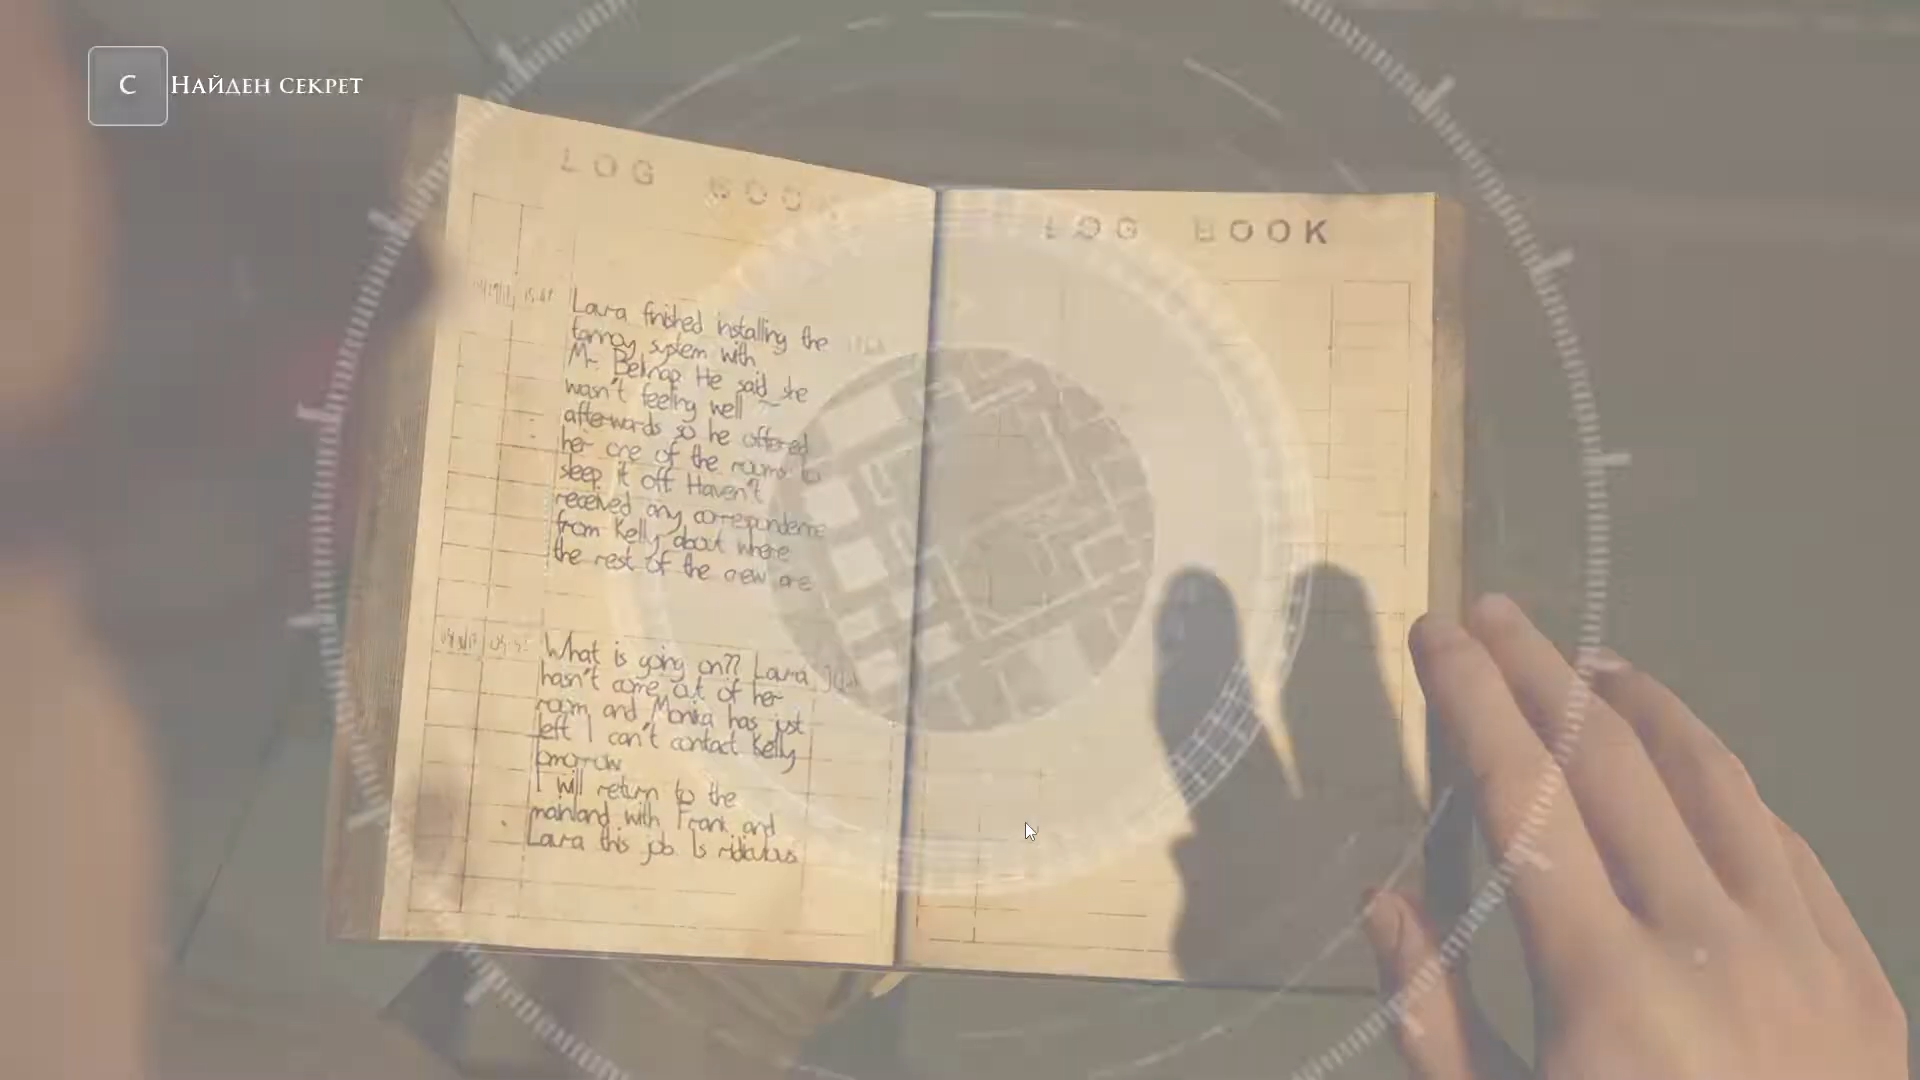 C
НАЙДЕН СЕКРЕТ
LOG BOOK
LOG BOOK
Laura finished installing the
tannoy system with
Mr Belnap He said she
wasn't feeling well
afterwards so he offered
her one of the rooms to
sleep it off Haven't
received any correspondence
from Kelly about where
the rest of the crew are
What is going on?? Laura
hasn't come out of her
room and Monika has just
left I can't contact Kelly
tomorrow
I will return to the
mainland with Frank and
Laura this job Is ridiculous